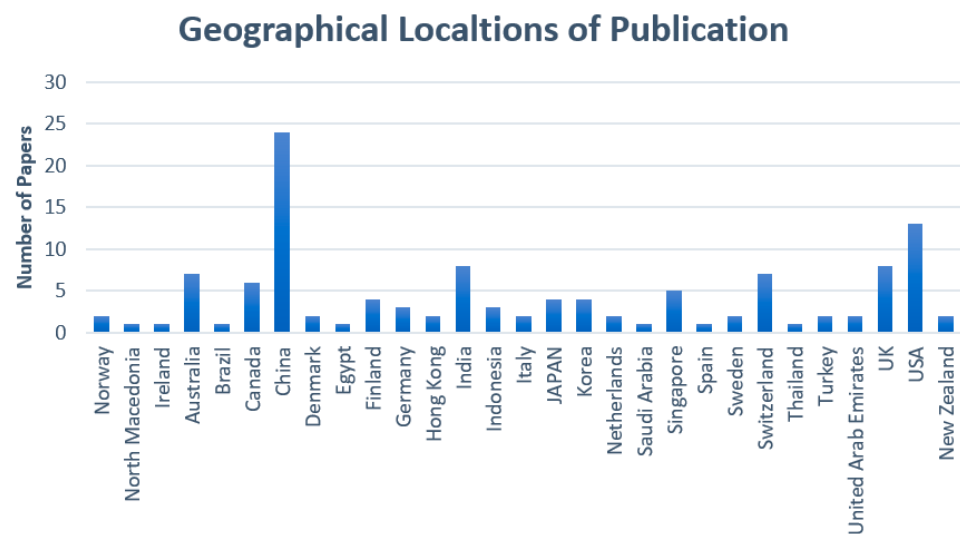 Geographical Localtions of Publication
Number of Papers
30
25
20
15
10
5
0
Norway
North Macedonia
Ireland
Australia
Brazil
Canada
China
Denmark
Egypt
Finland
Germany
Hong Kong
India
Indonesia
Italy
JAPAN
Korea
Netherlands
Saudi Arabia
Singapore
Spain
Sweden
Switzerland
Thailand
Turkey
United Arab Emirates
UK
USA
New Zealand